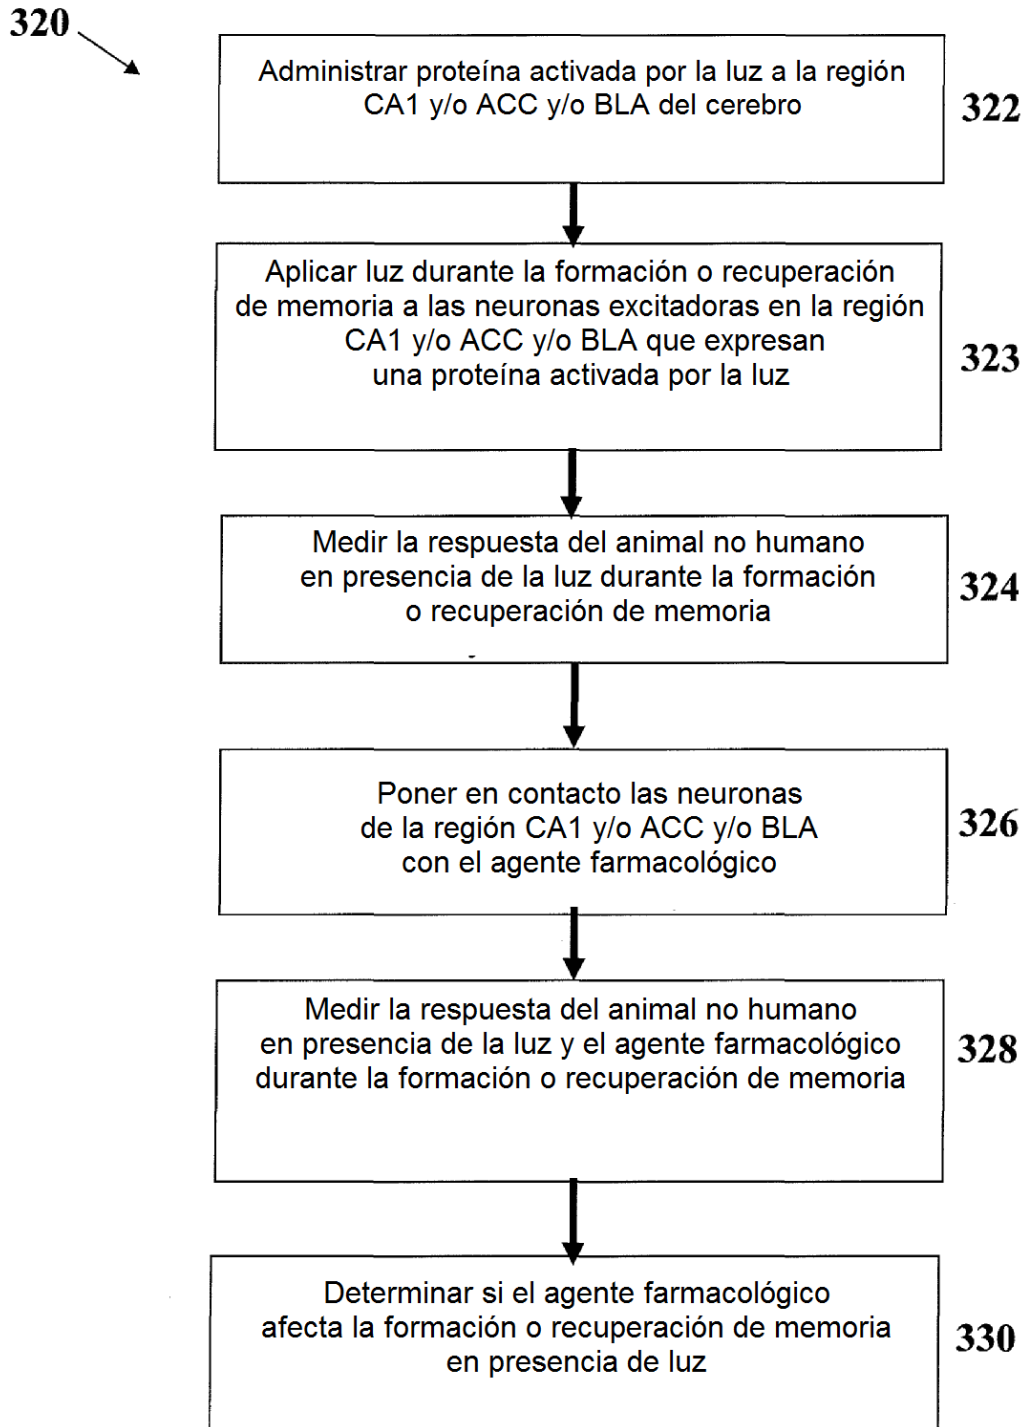 320
Administrar proteína activada por la luz a la región
CA1 y/o ACC y/o BLA del cerebro
322
Aplicar luz durante la formación o recuperación
de memoria a las neuronas excitadoras en la región
CA1 y/o ACC y/o BLA que expresan
una proteína activada por la luz
323
Medir la respuesta del animal no humano
en presencia de la luz durante la formación
o recuperación de memoria
324
Poner en contacto las neuronas
de la región CA1 y/o ACC y/o BLA
con el agente farmacológico
326
Medir la respuesta del animal no humano
en presencia de la luz y el agente farmacológico
durante la formación o recuperación de memoria
328
Determinar si el agente farmacológico
afecta la formación o recuperación de memoria
en presencia de luz
330